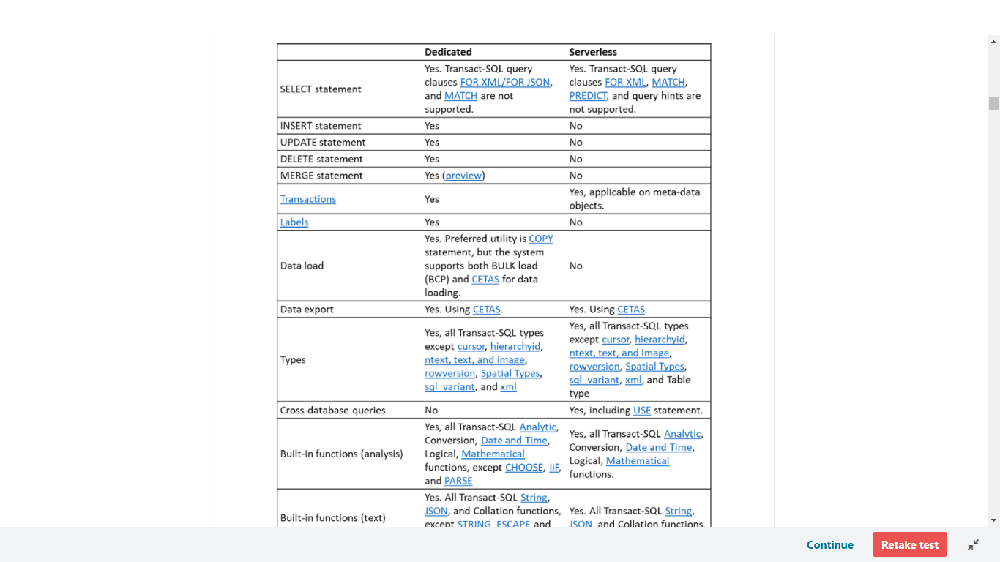 Dedicated Serverless
SELECT statement
Yes. Transact-SQL query
clauses FOR XML/FOR JSON,
and MATCH are not
supported.
Yes. Transact-SQL query
clauses FOR XML, MATCH,
PREDICT, and query hints are
not supported.
INSERT statement Yes No
UPDATE statement Yes No
DELETE statement Yes No
MERGE statement Yes (preview) No
Transactions Yes
Yes, applicable on meta-data
objects.
Labels Yes No
Data load
Yes. Preferred utility is COPY
statement, but the system
supports both BULK load
(BCP) and CETAS for data
loading.
No
Data export Yes. Using CETAS. Yes. Using CETAS.
Types
Yes, all Transact-SQL types
except cursor, hierarchyid,
ntext, text, and image,
rowversion, Spatial Types,
sql_variant, and xml
Yes, all Transact-SQL types
except cursor, hierarchyid,
ntext, text, and image,
rowversion, Spatial Types,
sql_variant, xml, and Table
type
Cross-database queries No Yes, including USE statement.
Built-in functions (analysis)
Yes, all Transact-SQL Analytic,
Conversion, Date and Time,
Logical, Mathematical
functions, except CHOOSE, IIF,
and PARSE
Yes, all Transact-SQL Analytic,
Conversion, Date and Time,
Logical, Mathematical
functions.
Built-in functions (text)
Yes. All Transact-SQL String,
JSON, and Collation functions,
except STRING_ESCAPE and
Yes. All Transact-SQL String,
JSON, and Collation functions.
Continue Retake test